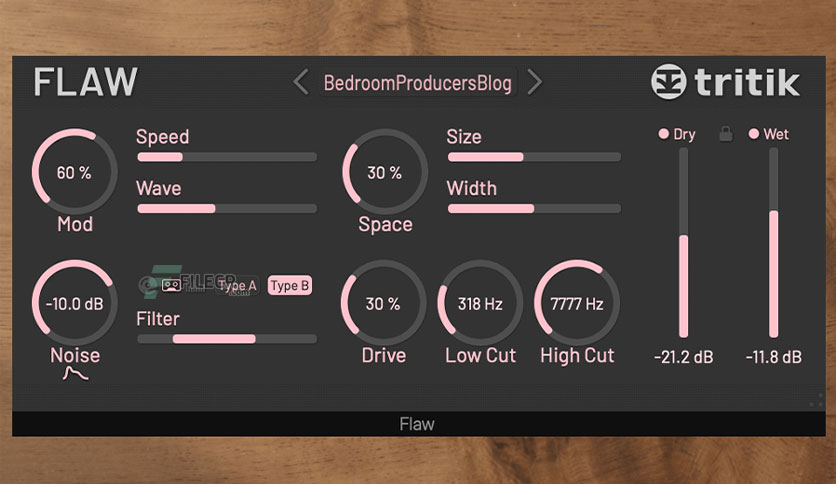 FLAW
BedroomProducersBlog
tritik
Speed
60 %
Wave
Mod
Size
30 %
Width
Space
Dry
Wet
-10.0 dB
FILECR
.com
Type A
Type B
Filter
Noise
30 %
Drive
318 Hz
Low Cut
7777 Hz
High Cut
-21.2 dB
-11.8 dB
Flaw